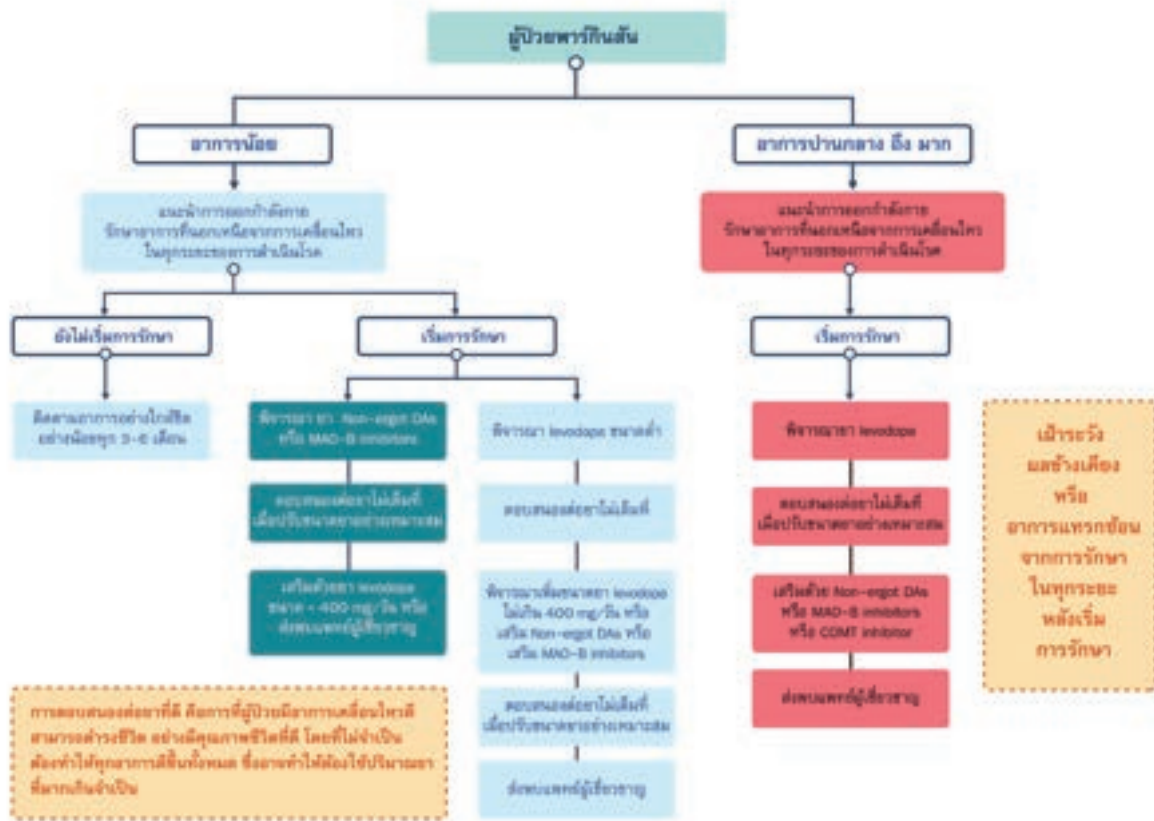 ผู้ป่วยพาร์กินสัน
อาการน้อย
อาการปานกลาง ถึง มาก
แนะนำการออกกำลังกาย
รักษาอาการที่นอกเหนือจากการเคลื่อนไหว
ในทุกระยะของการดำเนินโรค
แนะนำการออกกำลังกาย
รักษาอาการที่นอกเหนือจากการเคลื่อนไหว
ในทุกระยะของการดำเนินโรค
ยังไม่เริ่มการรักษา
เริ่มการรักษา
เริ่มการรักษา
ติดตามอาการอย่างใกล้ชิด
อย่างน้อยทุก 3-6 เดือน
พิจารณา ยา Non-ergot DAs
หรือ MAO-B inhibitors
ตอบสนองต่อยาไม่เต็มที่
เมื่อปรับขนาดยาอย่างเหมาะสม
เสริมด้วยยา levodopa
ขนาด < 400 mg/วัน หรือ
ส่งพบแพทย์ผู้เชี่ยวชาญ
พิจารณา levodopa ขนาดต่ำ
ตอบสนองต่อยาไม่เต็มที่
พิจารณาเพิ่มขนาดยา levodopa
ไม่เกิน 400 mg/วัน หรือ
เสริม Non-ergot DAs หรือ
เสริม MAO-B inhibitors
ตอบสนองต่อยาไม่เต็มที่
เมื่อปรับขนาดยาอย่างเหมาะสม
ส่งพบแพทย์ผู้เชี่ยวชาญ
พิจารณายา levodopa
ตอบสนองต่อยาไม่เต็มที่
เมื่อปรับขนาดยาอย่างเหมาะสม
เสริมด้วย Non-ergot DAs
หรือ MAO-B inhibitors
หรือ COMT inhibitor
ส่งพบแพทย์ผู้เชี่ยวชาญ
เฝ้าระวัง
ผลข้างเคียง
หรือ
อาการแทรกซ้อน
จากการรักษา
ในทุกระยะ
หลังเริ่ม
การรักษา
การตอบสนองต่อยาที่ดี คือการที่ผู้ป่วยมีอาการเคลื่อนไหวดี
สามารถดำรงชีวิต อย่างมีคุณภาพชีวิตที่ดี โดยที่ไม่จำเป็น
ต้องทำให้ทุกอาการดีขึ้นทั้งหมด ซึ่งอาจทำให้ต้องใช้ปริมาณยา
ที่มากเกินจำเป็น